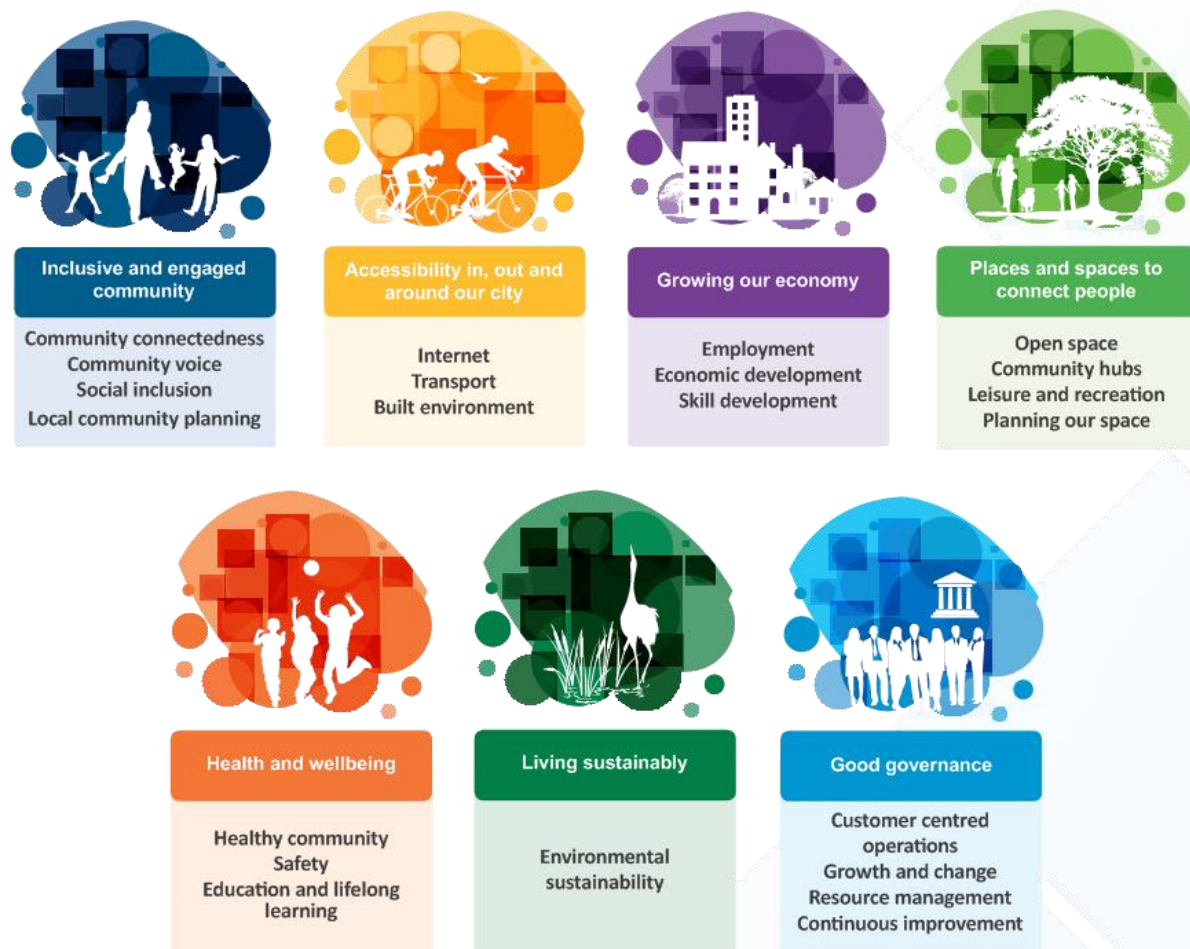 Inclusive and engaged
community
Community connectedness
Community voice
Social inclusion
Local community planning
Accessibility in, out and
around our city
Internet
Transport
Built environment
Growing our economy
Employment
Economic development
Skill development
Places and spaces to
connect people
Open space
Community hubs
Leisure and recreation
Planning our space
Health and wellbeing
Healthy community
Safety
Education and lifelong
learning
Living sustainably
Environmental
sustainability
Good governance
Customer centred
operations
Growth and change
Resource management
Continuous improvement